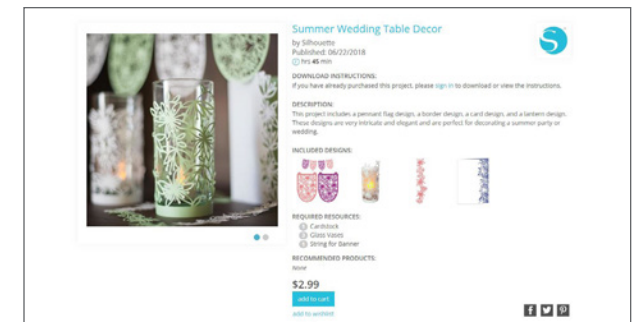 Summer Wedding Table Decor
by Silhouette
Published: 06/22/2018
hrs 45 min
DOWNLOAD INSTRUCTIONS:
If you have already purchased this project, please sign in to download or view the instructions.
DESCRIPTION:
This project includes a pennant flag design, a border design, a card design, and a lantern design.
These designs are very intricate and elegant and are perfect for decorating a summer party or
wedding.
INCLUDED DESIGNS:
REQUIRED RESOURCES:
Cardstock
Glass Vases
String for Banner
RECOMMENDED PRODUCTS:
None
$2.99
add to cart
add to wishlist